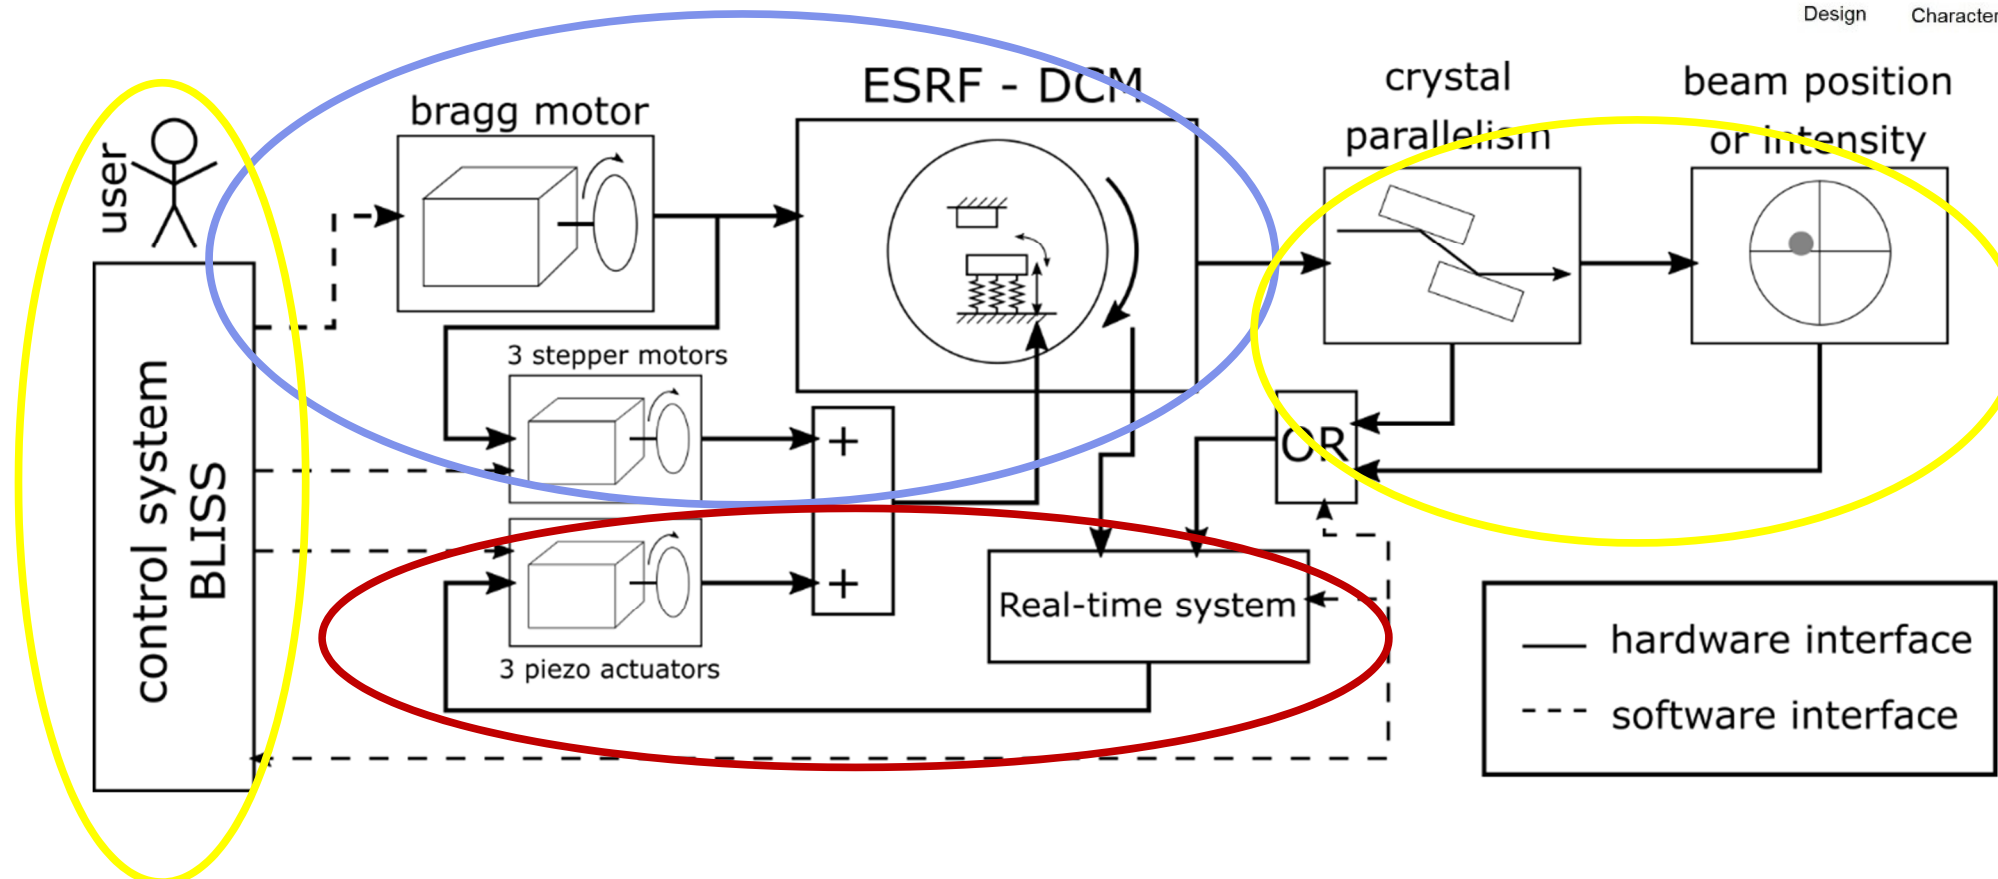 Design Character
ESRF - DCM
crystal
parallelism
beam position
or intensity
bragg motor
user
control system
BLISS
3 stepper motors
+
OR
+
3 piezo actuators
Real-time system
hardware interface
software interface